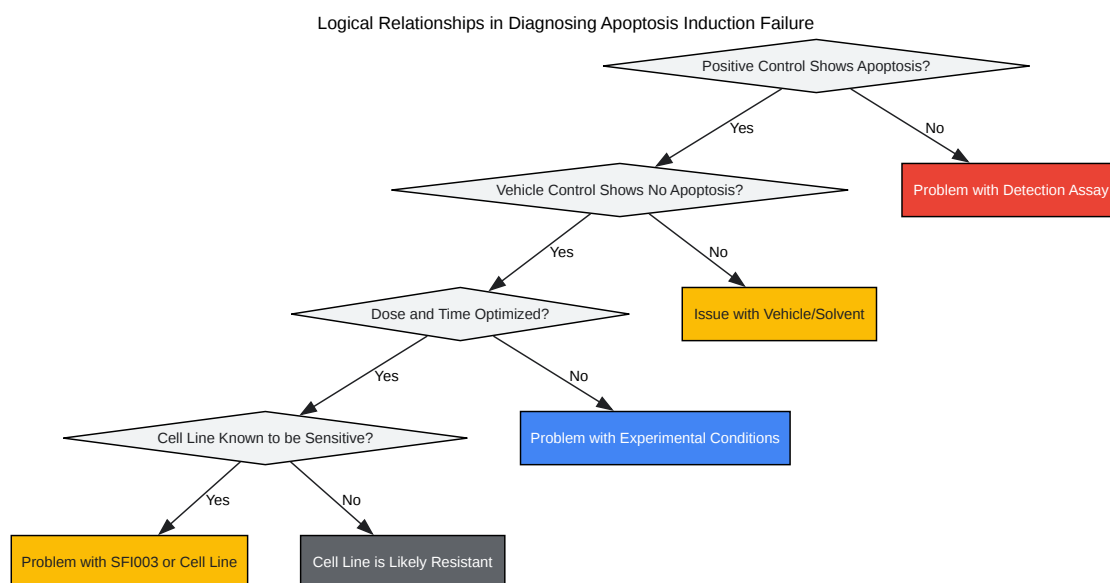 Logical Relationships in Diagnosing Apoptosis Induction Failure
Positive Control Shows Apoptosis?
Yes
No
Vehicle Control Shows No Apoptosis?
Problem with Detection Assay
Yes
No
Dose and Time Optimized?
Issue with Vehicle/Solvent
Yes
No
Cell Line Known to be Sensitive?
Problem with Experimental Conditions
Yes
No
Problem with SFI003 or Cell Line
Cell Line is Likely Resistant